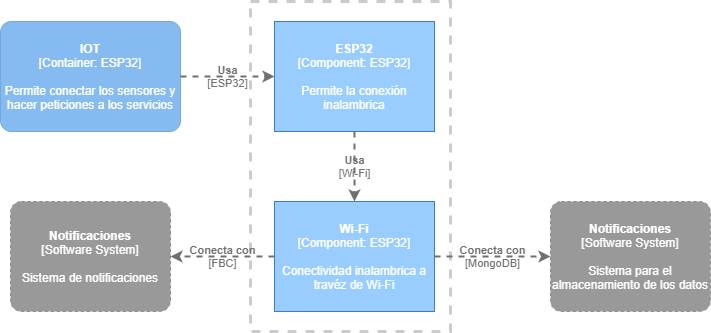 IOT
[Container: ESP32]
Permite conectar los sensores y
hacer peticiones a los servicios
Usa
[ESP32]
ESP32
[Component: ESP32]
Permite la conexión
inalambrica
Usa
[Wi-Fi]
Notificaciones
[Software System]
Sistema de notificaciones
Conecta con
[FBC]
Wi-Fi
[Component: ESP32]
Conectividad inalambrica a
travéz de Wi-Fi
Conecta con
[MongoDB]
Notificaciones
[Software System]
Sistema para el
almacenamiento de los datos